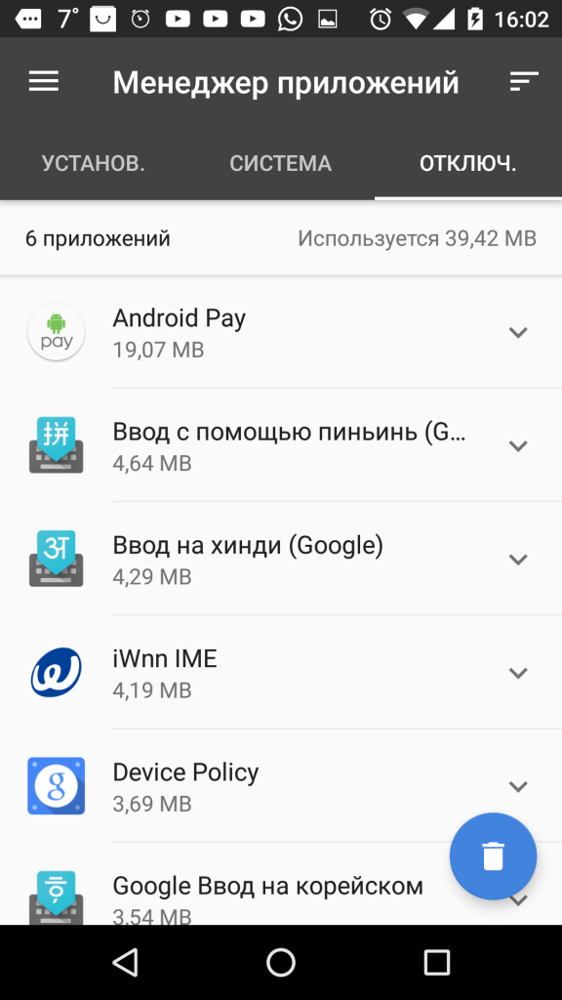 7° 16:02
Менеджер приложений
УСТАНОВ. СИСТЕМА ОТКЛЮЧ.
6 приложений Используется 39,42 MB
Android Pay
pay
19,07 MB
Ввод с помощью пиньинь (G...
拼
4,64 MB
Ввод на хинди (Google)
अ
4,29 MB
iWnn IME
w
4,19 MB
Device Policy
g
3,69 MB
Google Ввод на корейском
ㅎ
3,54 MB